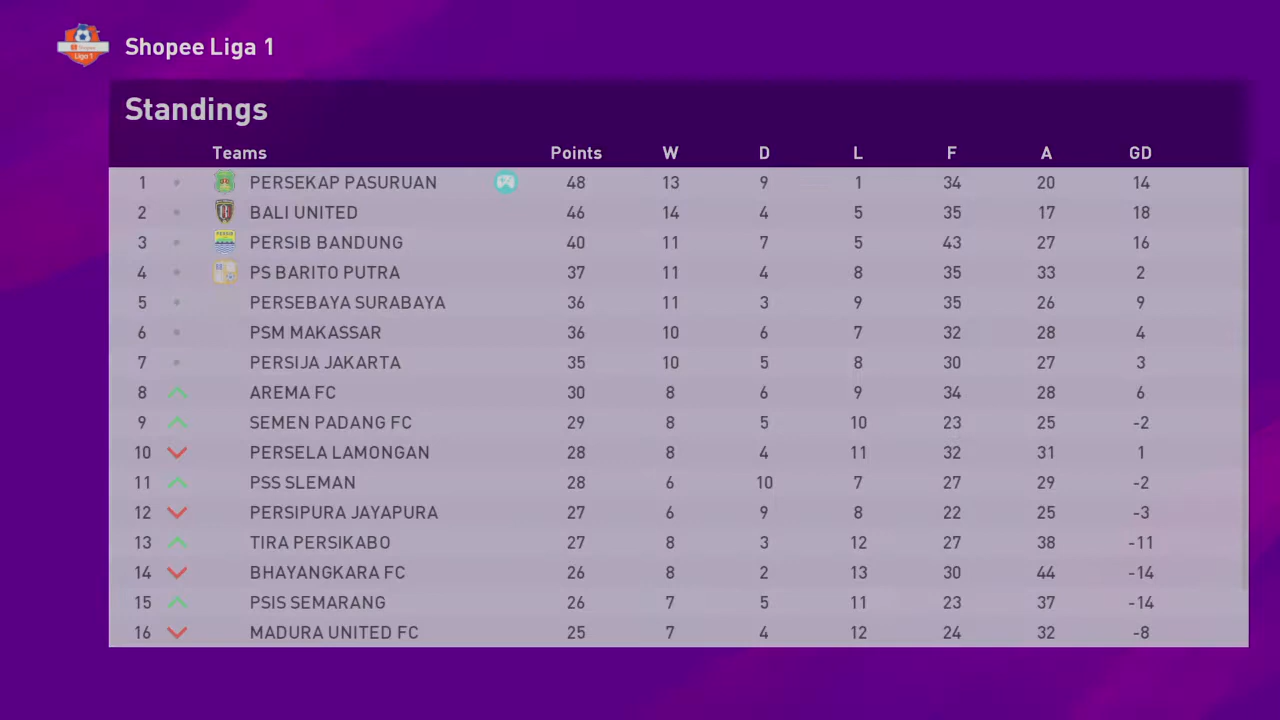 Shopee Liga 1
Standings
Teams Points W D L F A GD
1 PERSEKAP PASURUAN 48 13 9 1 34 20 14
2 BALI UNITED 46 14 4 5 35 17 18
3 PERSIB BANDUNG 40 11 7 5 43 27 16
4 PS BARITO PUTRA 37 11 4 8 35 33 2
5 PERSEBAYA SURABAYA 36 11 3 9 35 26 9
6 PSM MAKASSAR 36 10 6 7 32 28 4
7 PERSIJA JAKARTA 35 10 5 8 30 27 3
8 AREMA FC 30 8 6 9 34 28 6
9 SEMEN PADANG FC 29 8 5 10 23 25 -2
10 PERSELA LAMONGAN 28 8 4 11 32 31 1
11 PSS SLEMAN 28 6 10 7 27 29 -2
12 PERSIPURA JAYAPURA 27 6 9 8 22 25 -3
13 TIRA PERSIKABO 27 8 3 12 27 38 -11
14 BHAYANGKARA FC 26 8 2 13 30 44 -14
15 PSIS SEMARANG 26 7 5 11 23 37 -14
16 MADURA UNITED FC 25 7 4 12 24 32 -8